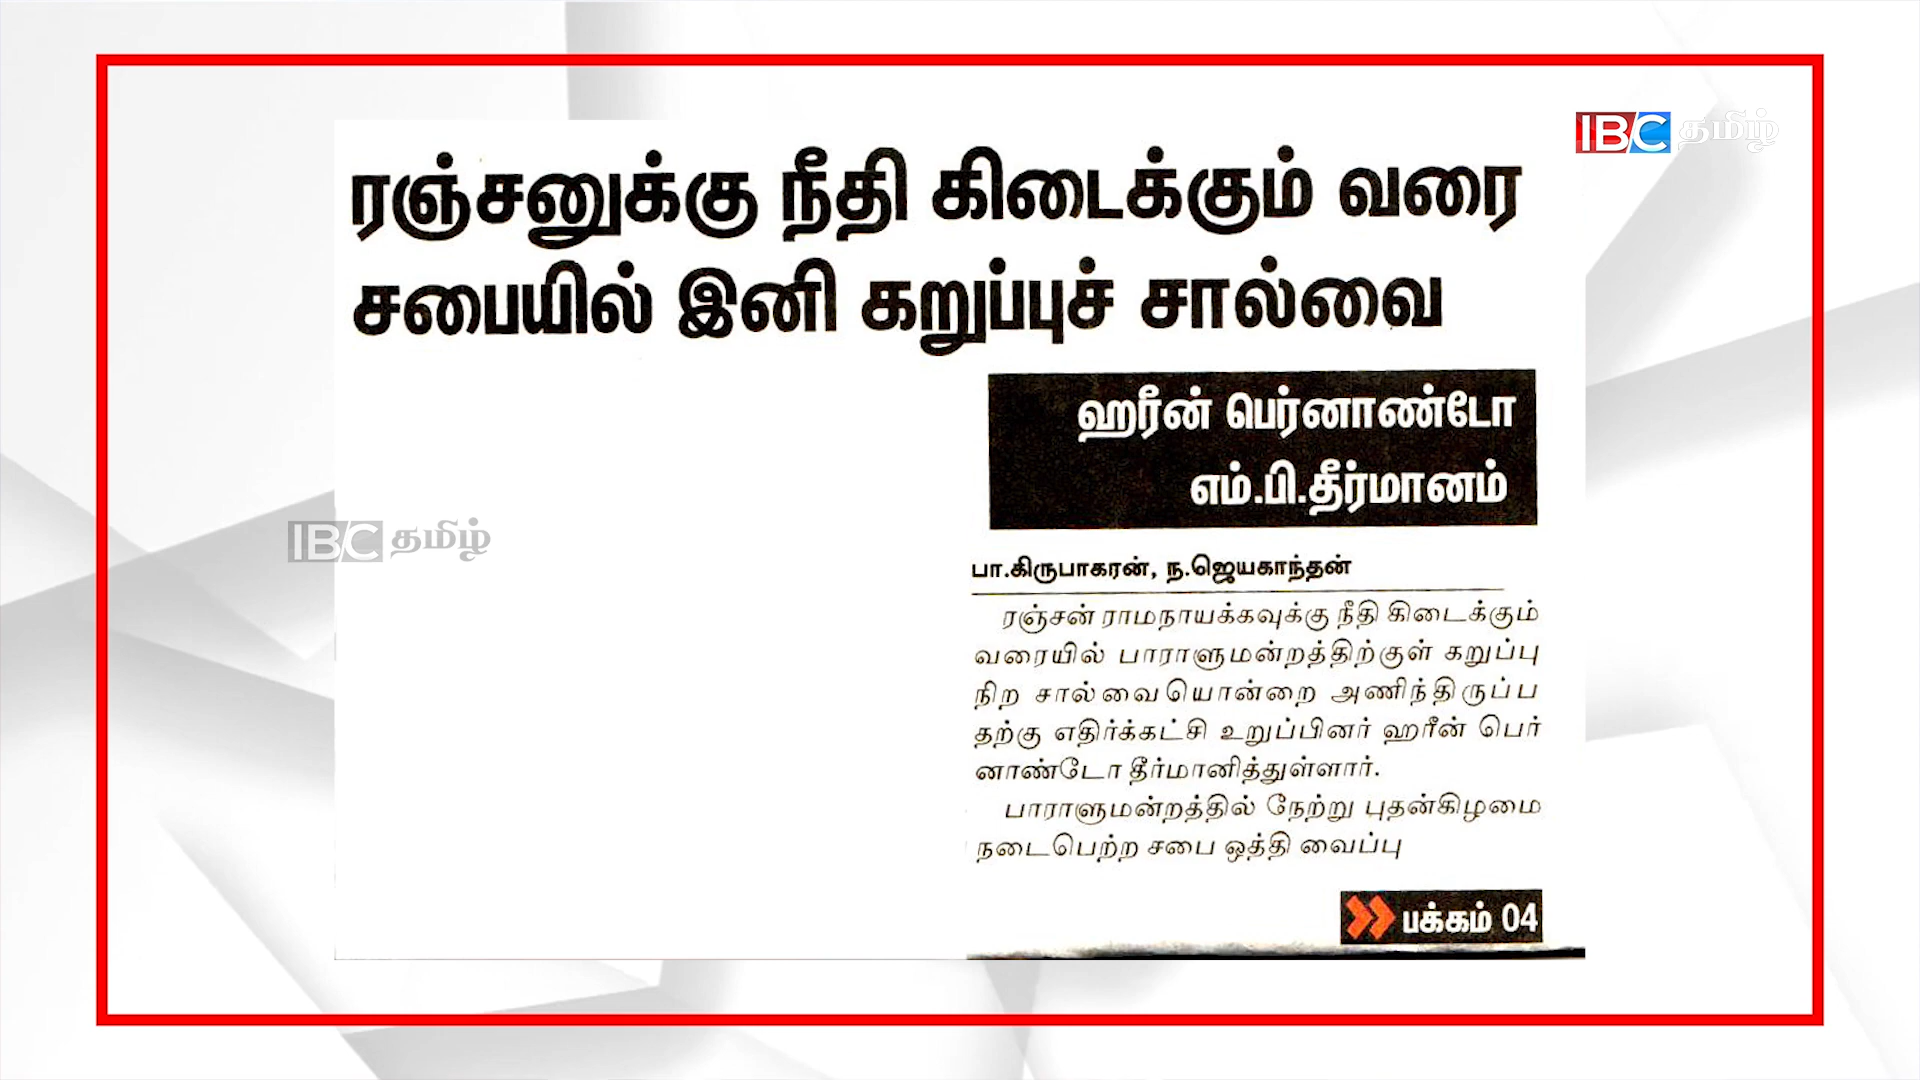 IBC தமிழ்
ரஞ்சனுக்கு நீதி கிடைக்கும் வரை
சபையில் இனி கறுப்புச் சால்வை
ஹரீன் பெர்னாண்டோ
எம்.பி.தீர்மானம்
IBC தமிழ்
பா.கிருபாகரன், ந.ஜெயகாந்தன்
ரஞ்சன் ராமநாயக்கவுக்கு நீதி கிடைக்கும்
வரையில் பாராளுமன்றத்திற்குள் கறுப்பு
நிற சால்வையொன்றை அணிந்திருப்ப
தற்கு எதிர்க்கட்சி உறுப்பினர் ஹரீன் பெர்
னாண்டோ தீர்மானித்துள்ளார்.
பாராளுமன்றத்தில் நேற்று புதன்கிழமை
நடைபெற்ற சபை ஒத்தி வைப்பு
பக்கம் 04